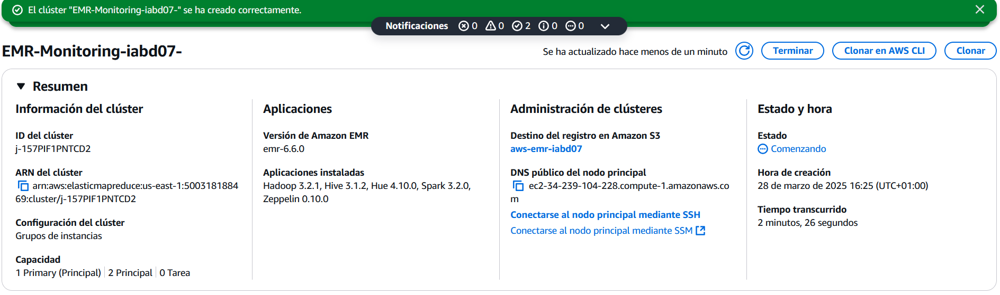 El clúster "EMR-Monitoring-iabd07-" se ha creado correctamente.
Notificaciones 0 0 2 0 0
EMR-Monitoring-iabd07-
Se ha actualizado hace menos de un minuto
Terminar
Clonar en AWS CLI
Clonar
Resumen
Información del clúster
ID del clúster
j-157PIF1PNTCD2
ARN del clúster
arn:aws:elasticmapreduce:us-east-1:5003181884
69:cluster/j-157PIF1PNTCD2
Configuración del clúster
Grupos de instancias
Capacidad
1 Primary (Principal) 2 Principal 0 Tarea
Aplicaciones
Versión de Amazon EMR
emr-6.6.0
Aplicaciones instaladas
Hadoop 3.2.1, Hive 3.1.2, Hue 4.10.0, Spark 3.2.0,
Zeppelin 0.10.0
Administración de clústeres
Destino del registro en Amazon S3
aws-emr-iabd07
DNS público del nodo principal
ec2-34-239-104-228.compute-1.amazonaws.co
m
Conectarse al nodo principal mediante SSH
Conectarse al nodo principal mediante SSM
Estado y hora
Estado
Comenzando
Hora de creación
28 de marzo de 2025 16:25 (UTC+01:00)
Tiempo transcurrido
2 minutos, 26 segundos